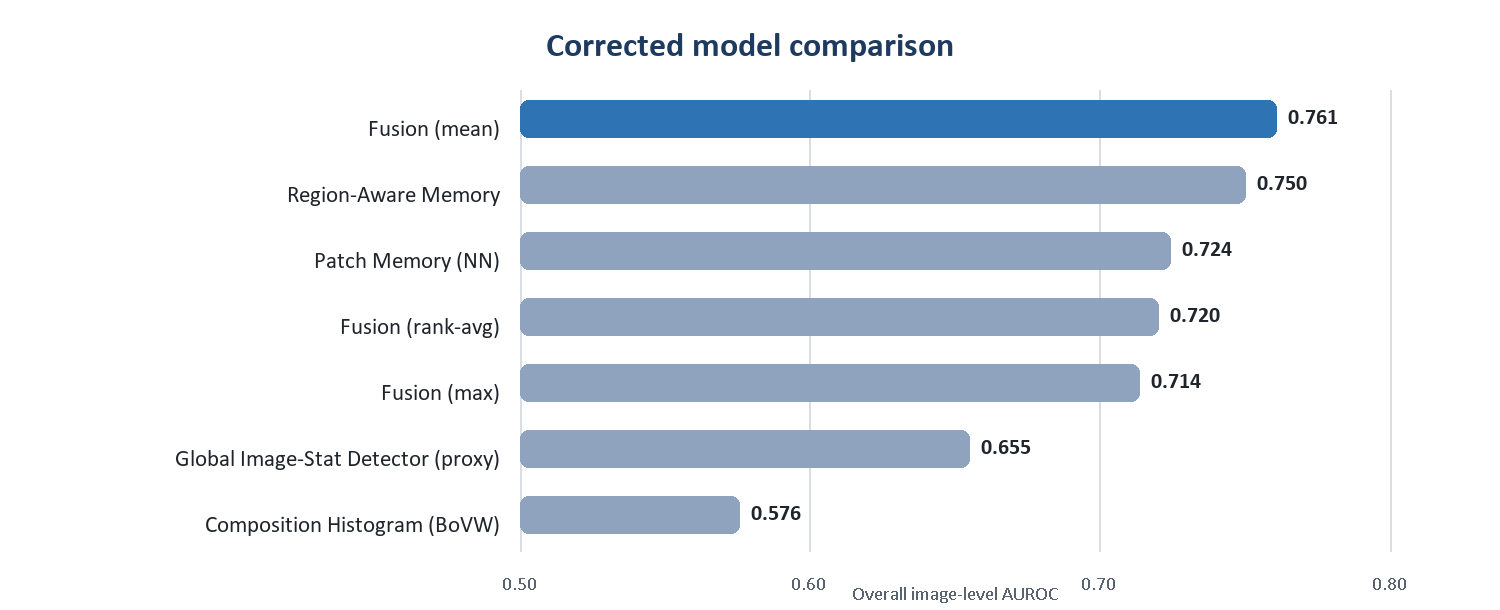 Corrected model comparison
Fusion (mean) 0.761
Region-Aware Memory 0.750
Patch Memory (NN) 0.724
Fusion (rank-avg) 0.720
Fusion (max) 0.714
Global Image-Stat Detector (proxy) 0.655
Composition Histogram (BoVW) 0.576
0.50 0.60 0.70 0.80
Overall image-level AUROC